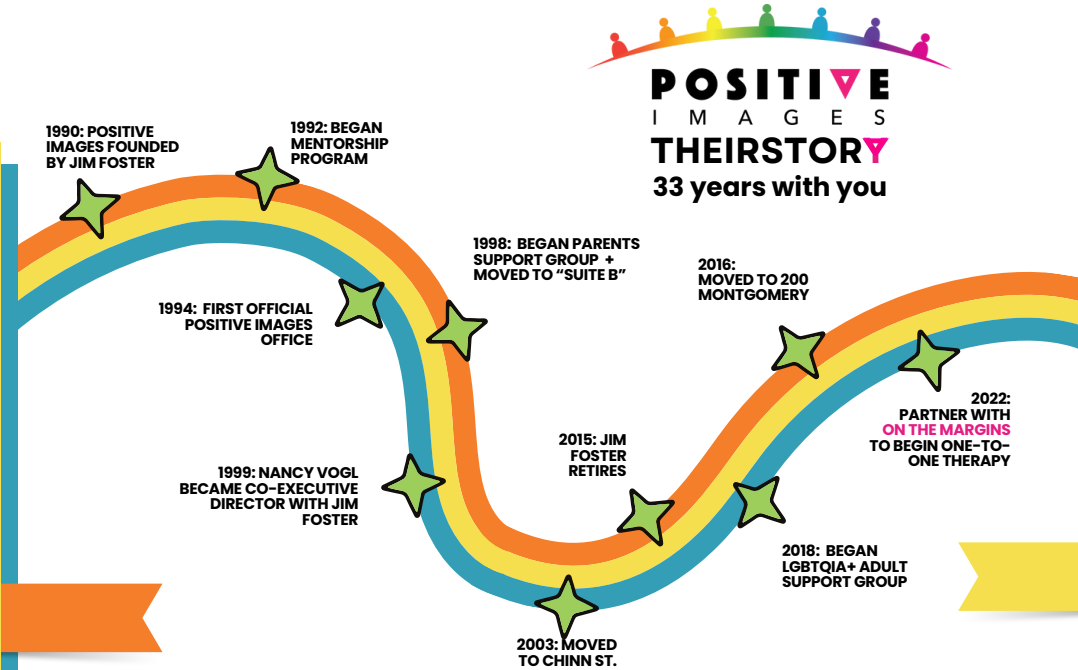 POSITIVE
IMAGES
THEIRSTORY
33 years with you
1990: POSITIVE
IMAGES FOUNDED
BY JIM FOSTER
1992: BEGAN
MENTORSHIP
PROGRAM
1994: FIRST OFFICIAL
POSITIVE IMAGES
OFFICE
1998: BEGAN PARENTS
SUPPORT GROUP +
MOVED TO “SUITE B”
1999: NANCY VOGL
BECAME CO-EXECUTIVE
DIRECTOR WITH JIM
FOSTER
2003: MOVED
TO CHINN ST.
2015: JIM
FOSTER
RETIRES
2016:
MOVED TO 200
MONTGOMERY
2018: BEGAN
LGBTQIA+ ADULT
SUPPORT GROUP
2022:
PARTNER WITH
ON THE MARGINS
TO BEGIN ONE-TO-
ONE THERAPY